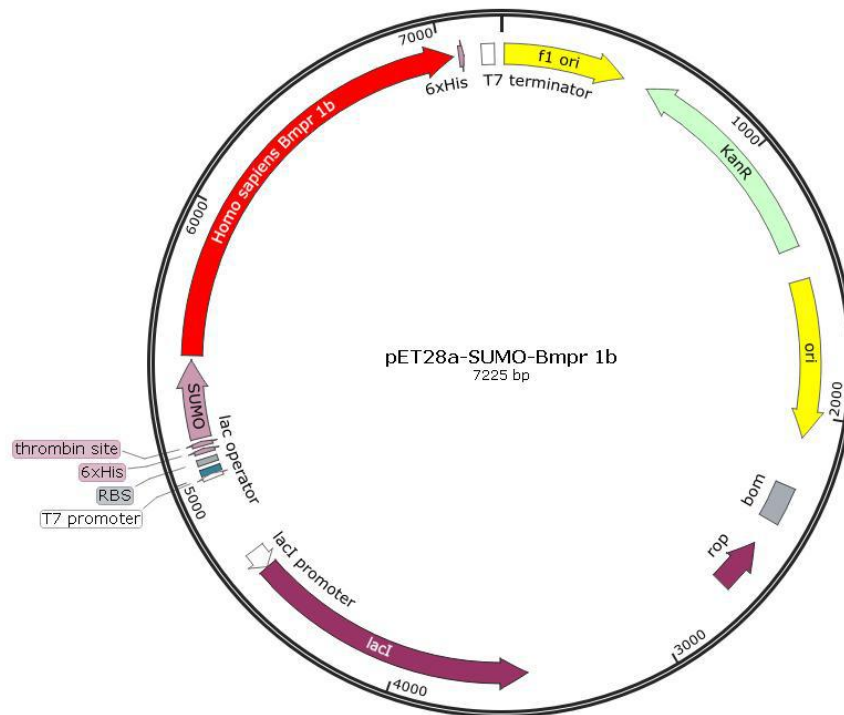 7000
6xHis
T7 terminator
f1 ori
1000
KanR
Homo sapiens Bmpr 1b
6000
pET28a-SUMO-Bmpr 1b
7225 bp
ori
2000
SUMO
lac operator
thrombin site
6xHis
RBS
5000
T7 promoter
bom
rop
lacI promoter
lacI
3000
4000